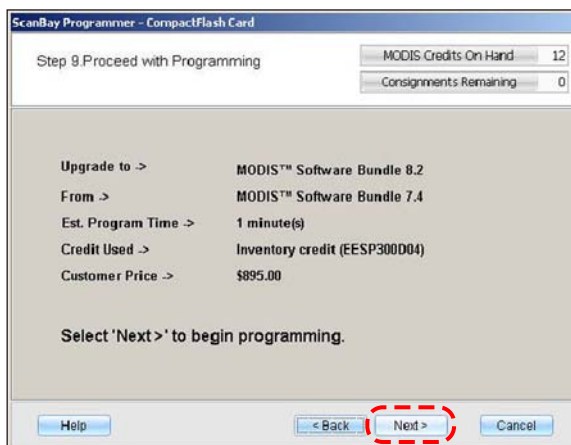 ScanBay Programmer - CompactFlash Card
Step 9.Proceed with Programming
MODIS Credits On Hand 12
Consignments Remaining 0
Upgrade to -> MODIS™ Software Bundle 8.2
From -> MODIS™ Software Bundle 7.4
Est. Program Time -> 1 minute(s)
Credit Used -> Inventory credit (EESP300D04)
Customer Price -> $895.00
Select 'Next >' to begin programming.
Help < Back Next > Cancel